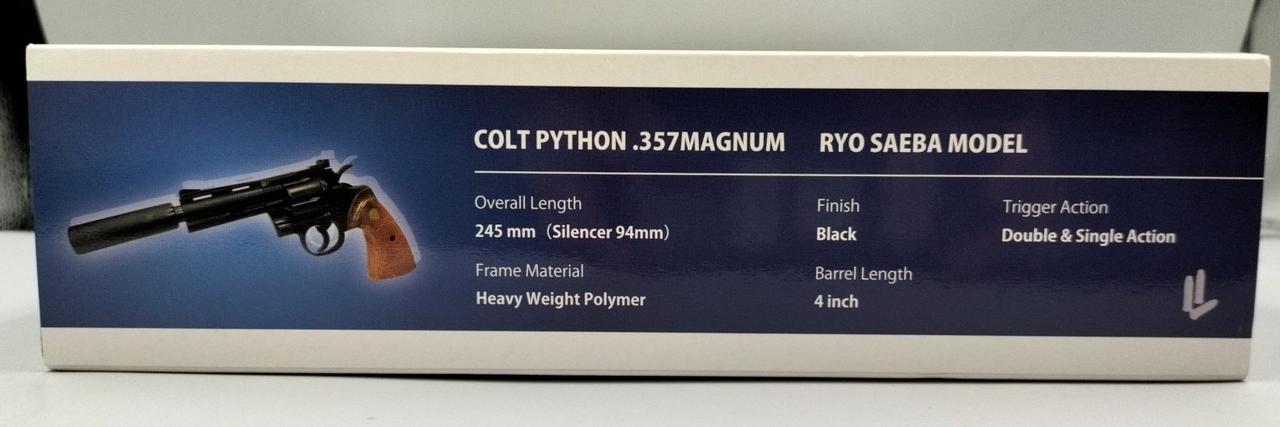 COLT PYTHON .357MAGNUM RYO SAEBA MODEL
Overall Length Finish Trigger Action
245 mm（Silencer 94mm） Black Double & Single Action
Frame Material Barrel Length
Heavy Weight Polymer 4 inch